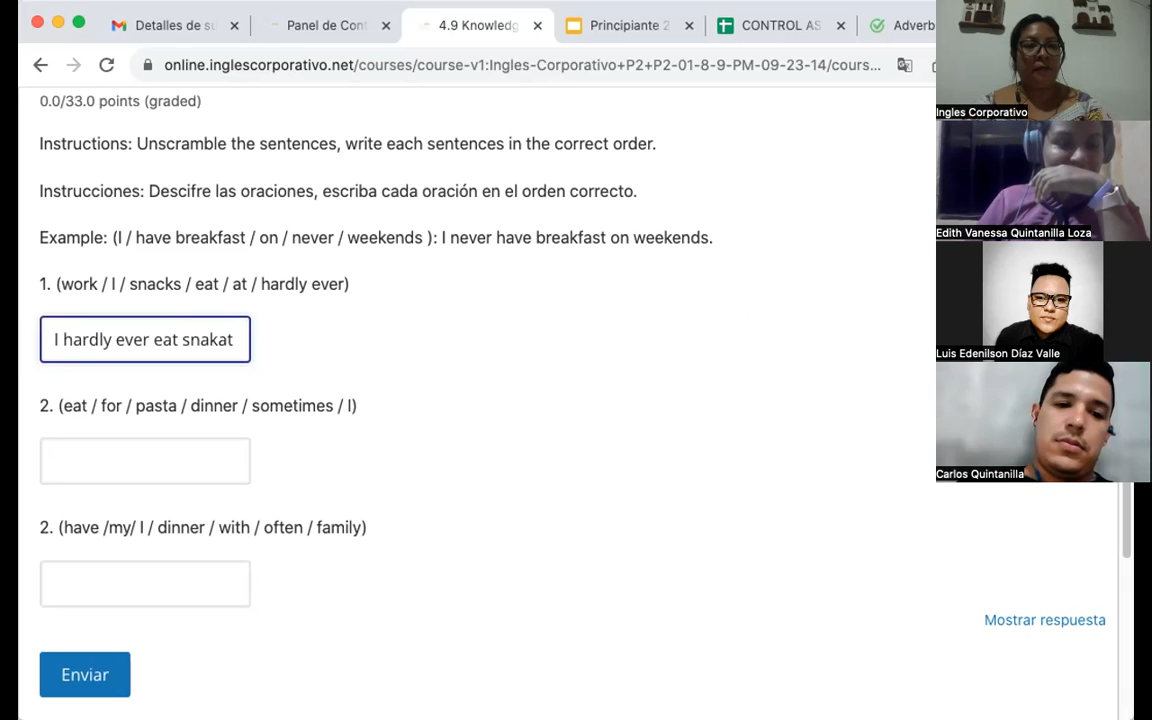 Detalles de su
Panel de Cont
4.9 Knowledg
Principiante 2
CONTROL AS
Adverb
online.inglescorporativo.net/courses/course-v1:Ingles-Corporativo+P2+P2-01-8-9-PM-09-23-14/cours...
0.0/33.0 points (graded)
Instructions: Unscramble the sentences, write each sentences in the correct order.
Instrucciones: Descifre las oraciones, escriba cada oración en el orden correcto.
Example: (I / have breakfast / on / never / weekends ): I never have breakfast on weekends.
1. (work / I / snacks / eat / at / hardly ever)
I hardly ever eat snakat
2. (eat / for / pasta / dinner / sometimes / I)
2. (have /my/ I / dinner / with / often / family)
Mostrar respuesta
Enviar
Ingles Corporativo
Edith Vanessa Quintanilla Loza
Luis Edenilson Díaz Valle
Carlos Quintanilla